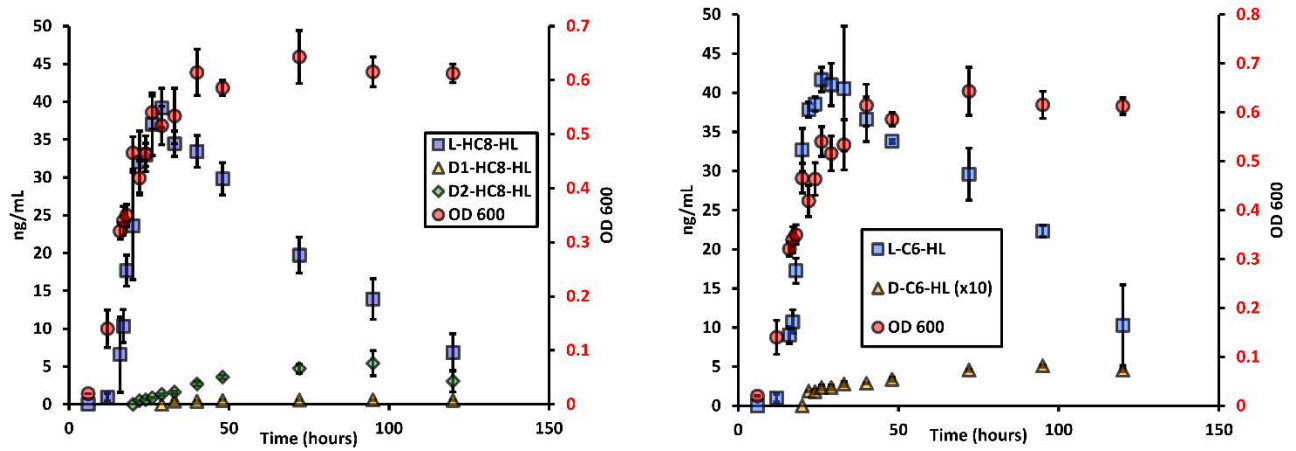 50
45
40
35
30
25
20
15
10
5
0
ng/mL
0.7
0.6
0.5
0.4
0.3
0.2
0.1
0
OD 600
L-HC8-HL
D1-HC8-HL
D2-HC8-HL
OD 600
0 50 100 150
Time (hours)
50
45
40
35
30
25
20
15
10
5
0
ng/mL
0.8
0.7
0.6
0.5
0.4
0.3
0.2
0.1
0
OD 600
L-C6-HL
D-C6-HL (x10)
OD 600
0 50 100 150
Time (hours)